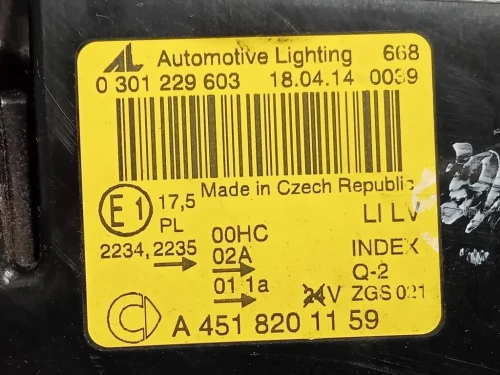 AL Automotive Lighting 668
0 301 229 603 18.04.14 0039
Made in Czech Republic
E1 17,5 PL LI LV
2234, 2235 00HC
02A INDEX
01 1a Q-2
24V ZGS 021
A 451 820 11 59